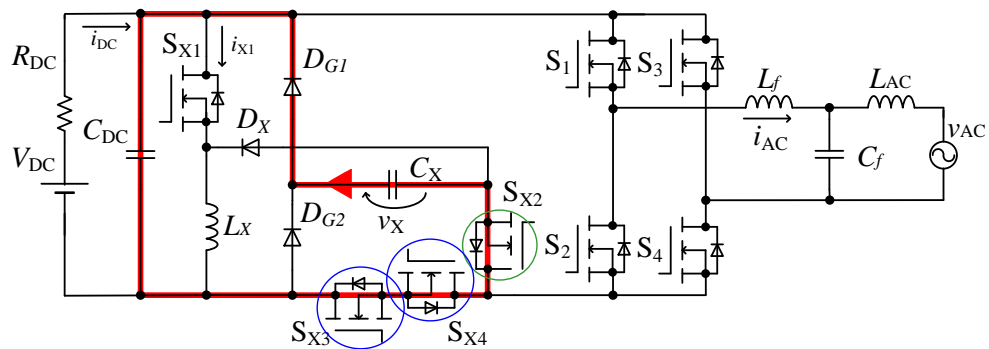 i_DC
S_X1
i_X1
D_G1
S_1
S_3
R_DC
L_f
L_AC
C_DC
D_X
i_AC
v_AC
V_DC
C_X
C_f
S_X2
D_G2
v_X
L_X
S_2
S_4
S_X3
S_X4